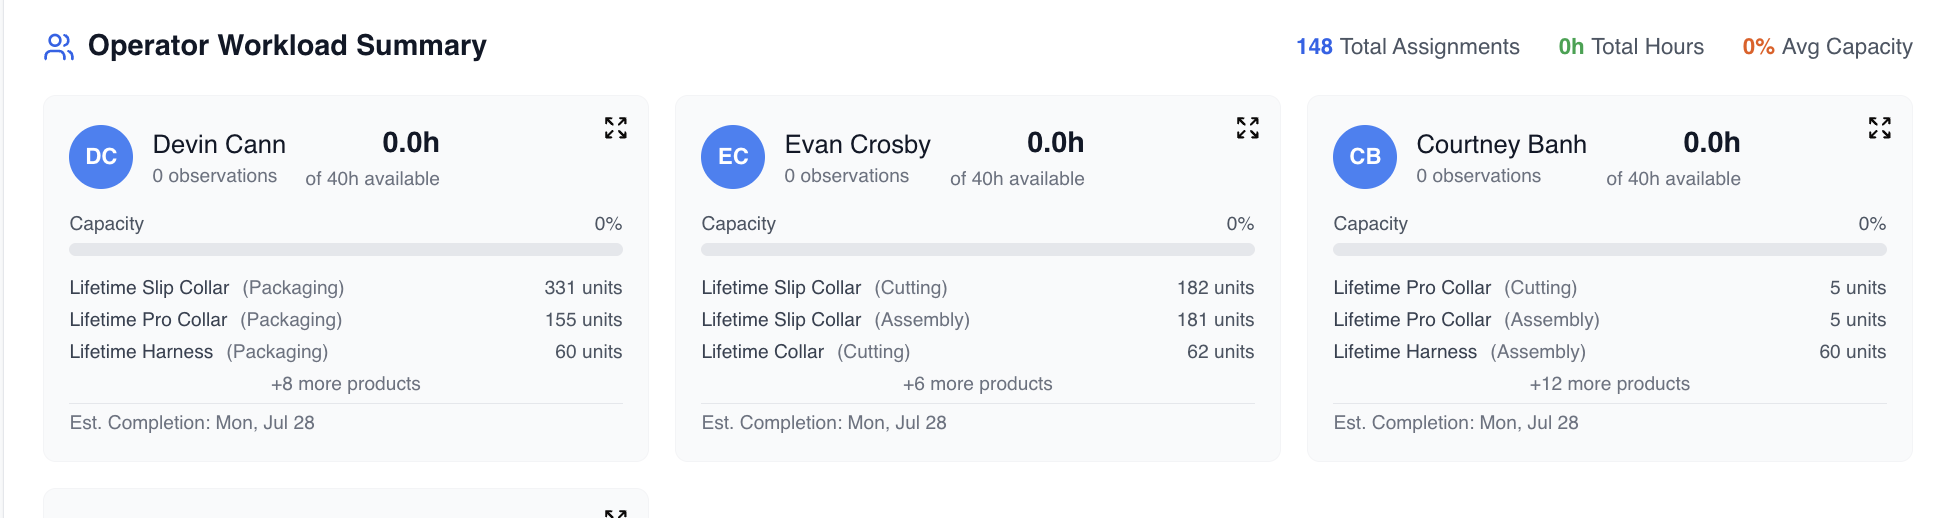 Operator Workload Summary
148 Total Assignments 0h Total Hours 0% Avg Capacity
DC Devin Cann 0.0h
0 observations of 40h available
Capacity 0%
Lifetime Slip Collar (Packaging) 331 units
Lifetime Pro Collar (Packaging) 155 units
Lifetime Harness (Packaging) 60 units
+8 more products
Est. Completion: Mon, Jul 28
EC Evan Crosby 0.0h
0 observations of 40h available
Capacity 0%
Lifetime Slip Collar (Cutting) 182 units
Lifetime Slip Collar (Assembly) 181 units
Lifetime Collar (Cutting) 62 units
+6 more products
Est. Completion: Mon, Jul 28
CB Courtney Banh 0.0h
0 observations of 40h available
Capacity 0%
Lifetime Pro Collar (Cutting) 5 units
Lifetime Pro Collar (Assembly) 5 units
Lifetime Harness (Assembly) 60 units
+12 more products
Est. Completion: Mon, Jul 28